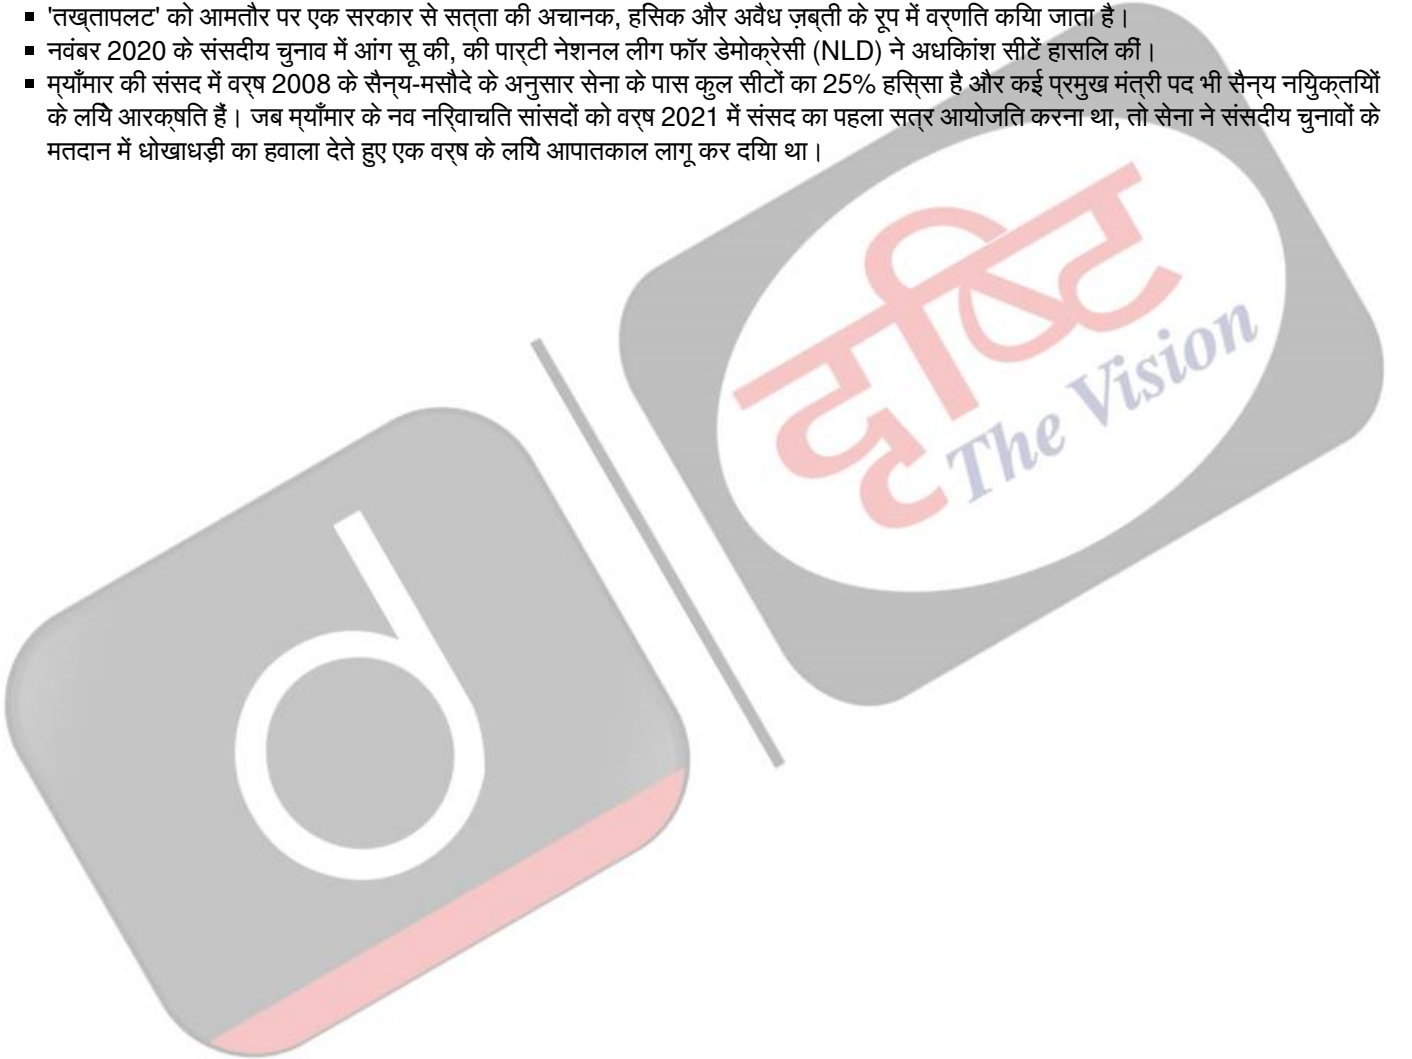 ▪ 'तख्तापलट' को आमतौर पर एक सरकार से सत्ता की अचानक, हिंसक और अवैध ज़ब्ती के रूप में वर्णित किया जाता है।
▪ नवंबर 2020 के संसदीय चुनाव में आंग सू की, की पार्टी नेशनल लीग फॉर डेमोक्रेसी (NLD) ने अधिकांश सीटें हासिल कीं।
▪ म्याँमार की संसद में वर्ष 2008 के सैन्य-मसौदे के अनुसार सेना के पास कुल सीटों का 25% हिस्सा है और कई प्रमुख मंत्री पद भी सैन्य नियुक्तियों
के लिये आरक्षित हैं। जब म्याँमार के नव निर्वाचित सांसदों को वर्ष 2021 में संसद का पहला सत्र आयोजित करना था, तो सेना ने संसदीय चुनावों के
मतदान में धोखाधड़ी का हवाला देते हुए एक वर्ष के लिये आपातकाल लागू कर दिया था।
दृष्टि
The Vision
d